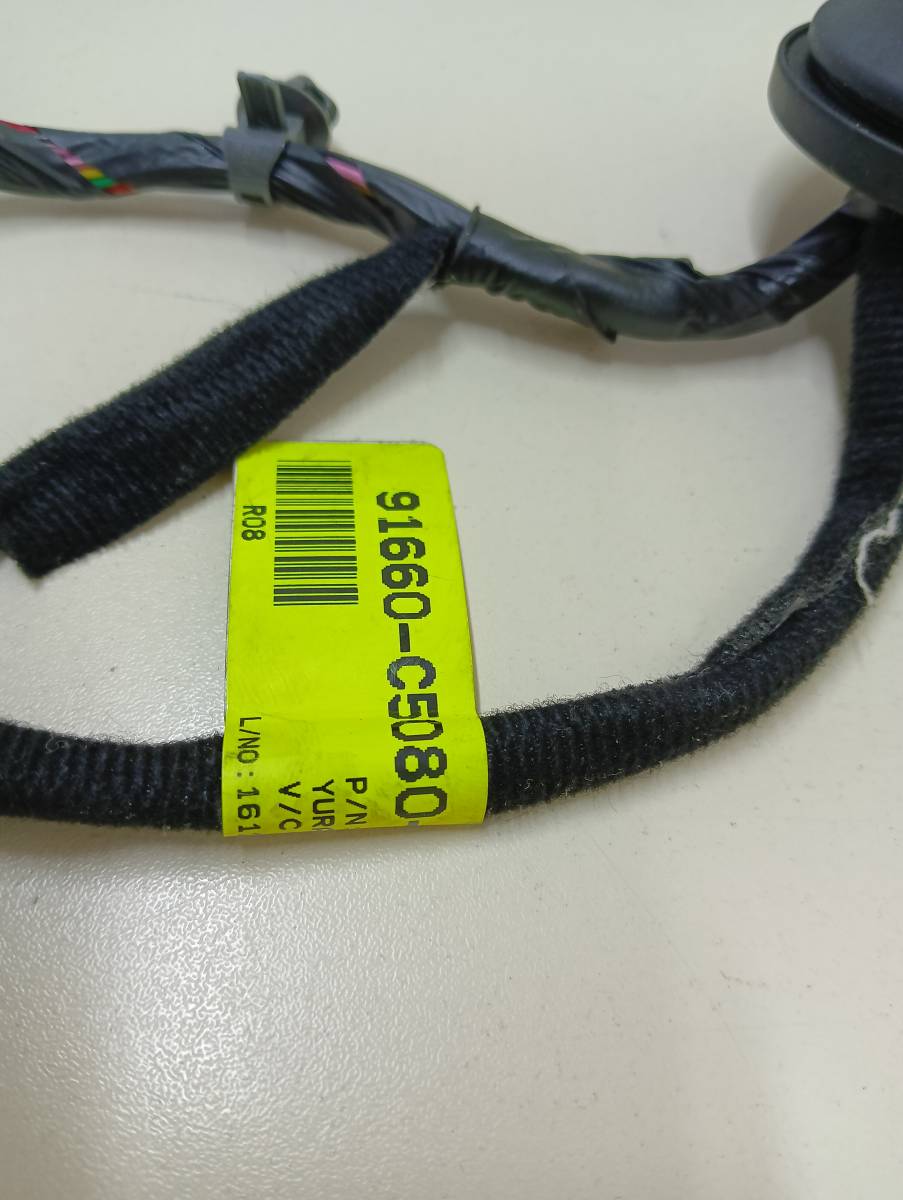 91660-C5080-
R08
P/N
YUR
V/C
L/NO:161